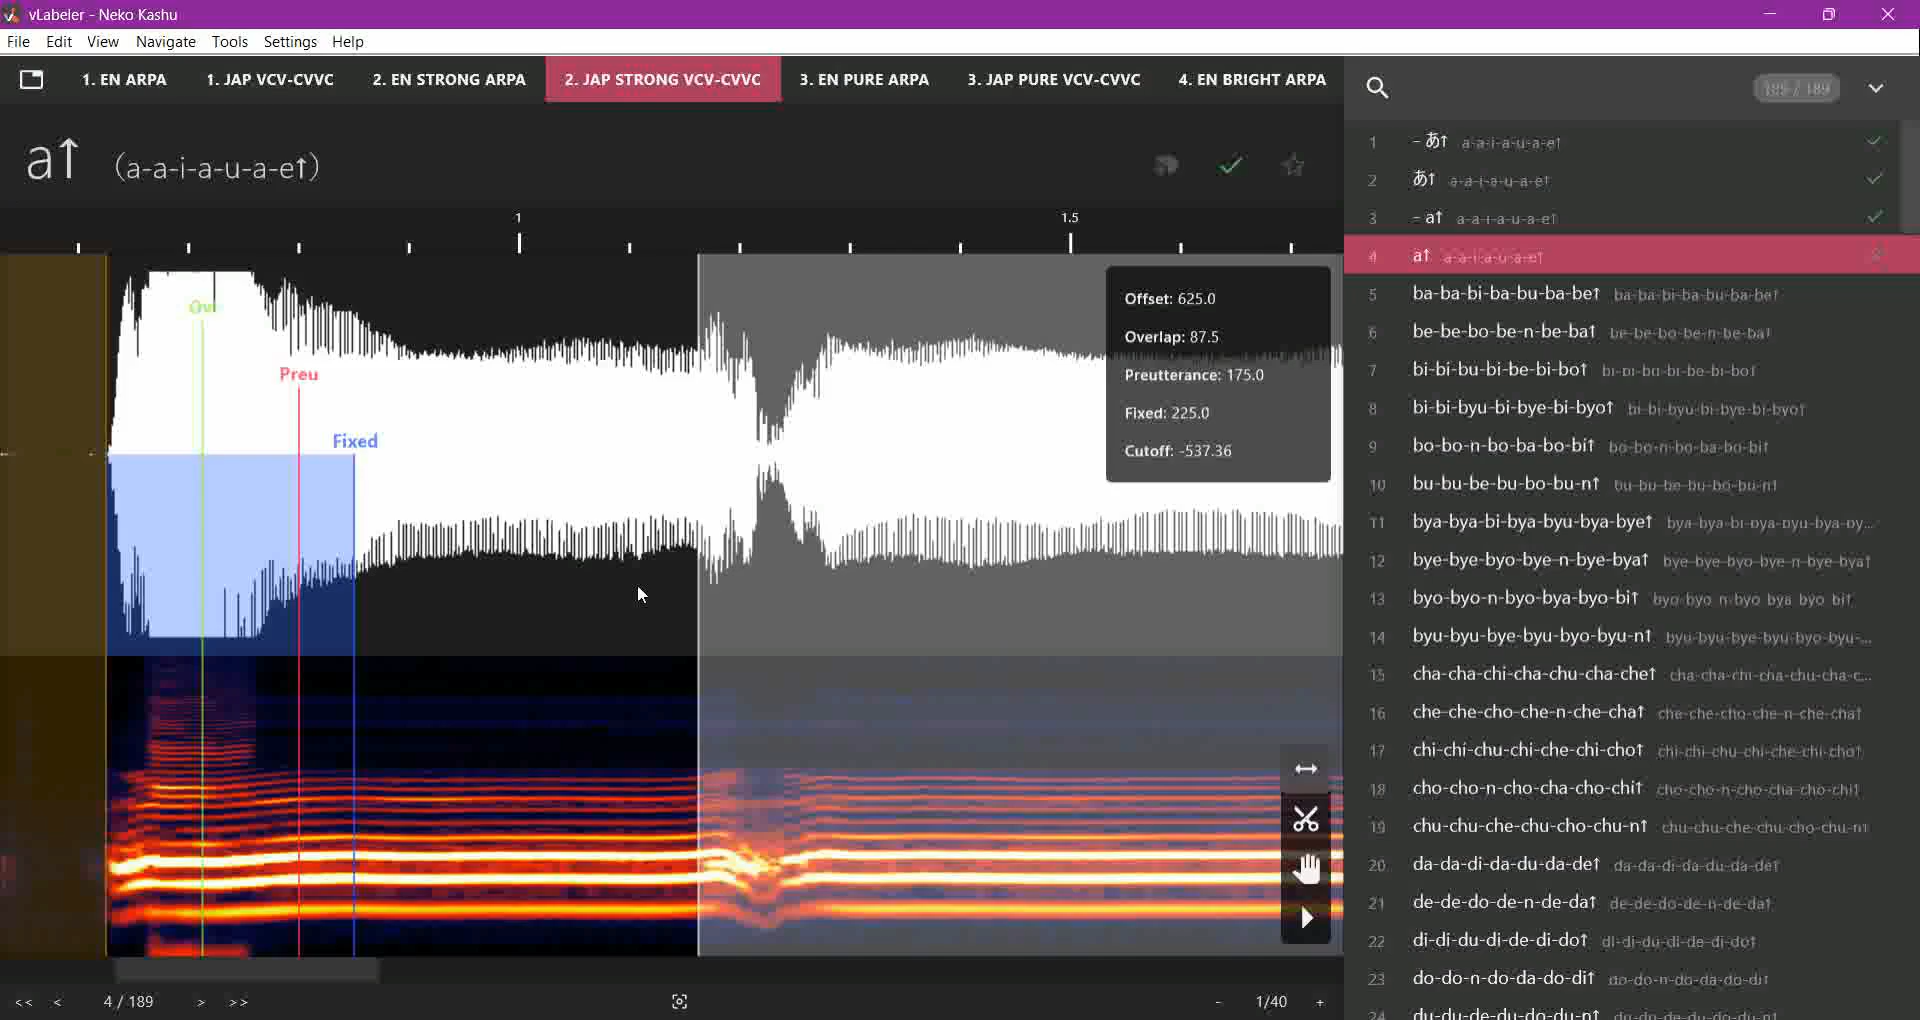 vLabeler - Neko Kashu
File Edit View Navigate Tools Settings Help
1. EN ARPA 1. JAP VCV-CVVC 2. EN STRONG ARPA 2. JAP STRONG VCV-CVVC 3. EN PURE ARPA 3. JAP PURE VCV-CVVC 4. EN BRIGHT ARPA
189 / 189
a↑ (a-a-i-a-u-a-e↑)
1 1.5
Ovl
Preu
Fixed
Offset: 625.0
Overlap: 87.5
Preutterance: 175.0
Fixed: 225.0
Cutoff: -537.36
<< < 4 / 189 > >>
- 1/40 +
1 - あ↑ a-a-i-a-u-a-e↑
2 あ↑ a-a-i-a-u-a-e↑
3 - a↑ a-a-i-a-u-a-e↑
4 a↑ a-a-i-a-u-a-e↑
5 ba-ba-bi-ba-bu-ba-be↑ ba-ba-bi-ba-bu-ba-be↑
6 be-be-bo-be-n-be-ba↑ be-be-bo-be-n-be-ba↑
7 bi-bi-bu-bi-be-bi-bo↑ bi-bi-bu-bi-be-bi-bo↑
8 bi-bi-byu-bi-bye-bi-byo↑ bi-bi-byu-bi-bye-bi-byo↑
9 bo-bo-n-bo-ba-bo-bi↑ bo-bo-n-bo-ba-bo-bi↑
10 bu-bu-be-bu-bo-bu-n↑ bu-bu-be-bu-bo-bu-n↑
11 bya-bya-bi-bya-byu-bya-bye↑ bya-bya-bi-bya-byu-bya-by...
12 bye-bye-byo-bye-n-bye-bya↑ bye-bye-byo-bye-n-bye-bya↑
13 byo-byo-n-byo-bya-byo-bi↑ byo-byo-n-byo-bya-byo-bi↑
14 byu-byu-bye-byu-byo-byu-n↑ byu-byu-bye-byu-byo-byu-...
15 cha-cha-chi-cha-chu-cha-che↑ cha-cha-chi-cha-chu-cha-c...
16 che-che-cho-che-n-che-cha↑ che-che-cho-che-n-che-cha↑
17 chi-chi-chu-chi-che-chi-cho↑ chi-chi-chu-chi-che-chi-cho↑
18 cho-cho-n-cho-cha-cho-chi↑ cho-cho-n-cho-cha-cho-chi↑
19 chu-chu-che-chu-cho-chu-n↑ chu-chu-che-chu-cho-chu-n↑
20 da-da-di-da-du-da-de↑ da-da-di-da-du-da-de↑
21 de-de-do-de-n-de-da↑ de-de-do-de-n-de-da↑
22 di-di-du-di-de-di-do↑ di-di-du-di-de-di-do↑
23 do-do-n-do-da-do-di↑ do-do-n-do-da-do-di↑
24 du-du-de-du-do-du-n↑ du-du-de-du-do-du-n↑